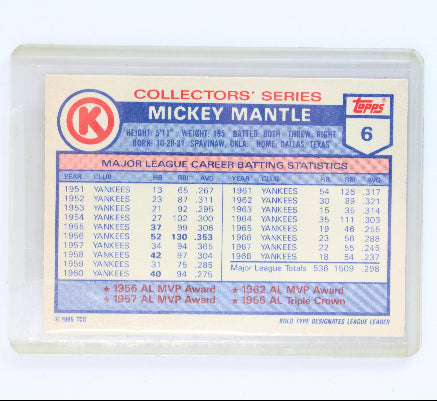 COLLECTORS' SERIES
K
MICKEY MANTLE
Topps
6
HEIGHT: 5'11" WEIGHT: 195 BATTED: BOTH THREW: RIGHT
BORN: 10-20-31, SPAVINAW, OKLA. HOME: DALLAS, TEXAS
MAJOR LEAGUE CAREER BATTING STATISTICS
YEAR CLUB HR RBI AVG YEAR CLUB HR RBI AVG
1951 YANKEES 13 65 .267 1961 YANKEES 54 128 .317
1952 YANKEES 23 87 .311 1962 YANKEES 30 89 .321
1953 YANKEES 21 92 .295 1963 YANKEES 15 35 .314
1954 YANKEES 27 102 .300 1964 YANKEES 35 111 .303
1955 YANKEES 37 99 .306 1965 YANKEES 19 46 .255
1956 YANKEES 52 130 .353 1966 YANKEES 23 56 .288
1957 YANKEES 34 94 .365 1967 YANKEES 22 55 .245
1958 YANKEES 42 97 .304 1968 YANKEES 18 54 .237
1959 YANKEES 31 75 .285 Major League Totals 536 1509 .298
1960 YANKEES 40 94 .275
★ 1956 AL MVP Award ★ 1962 AL MVP Award
★ 1957 AL MVP Award ★ 1956 AL Triple Crown
© 1985 TCG BOLD TYPE DESIGNATES LEAGUE LEADER